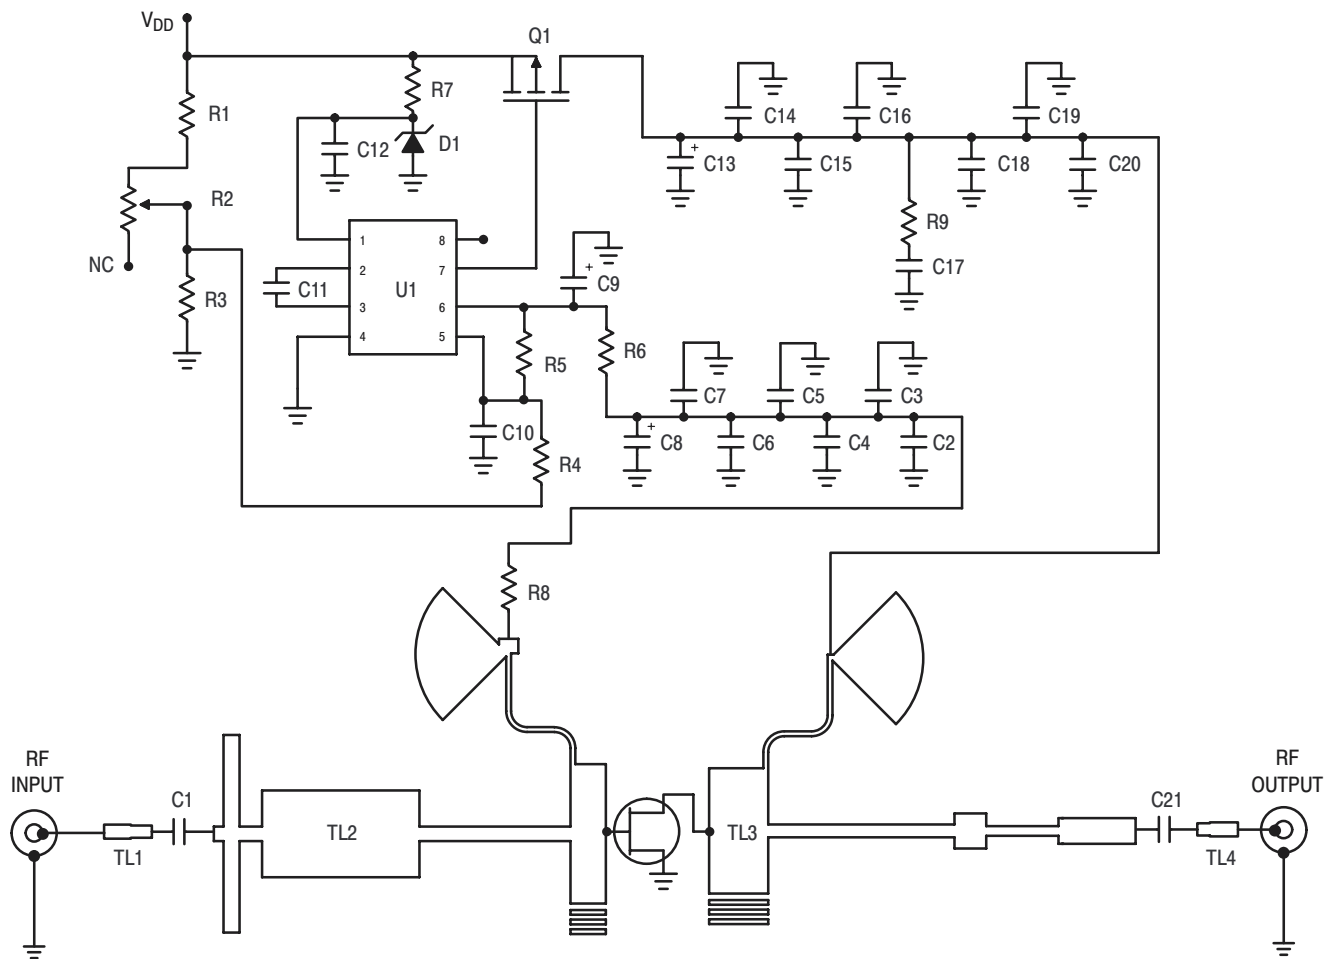 VDD
Q1
R7
R1
C12
D1
C14
C16
C19
C13
C15
C18
C20
R2
R9
NC
C17
R3
C11
U1
1
2
3
4
8
7
6
5
+
C9
R5
R6
C7
C5
C3
+
C8
C6
C4
C2
+
C10
R4
R8
RF
INPUT
C1
TL1
TL2
TL3
C21
TL4
RF
OUTPUT